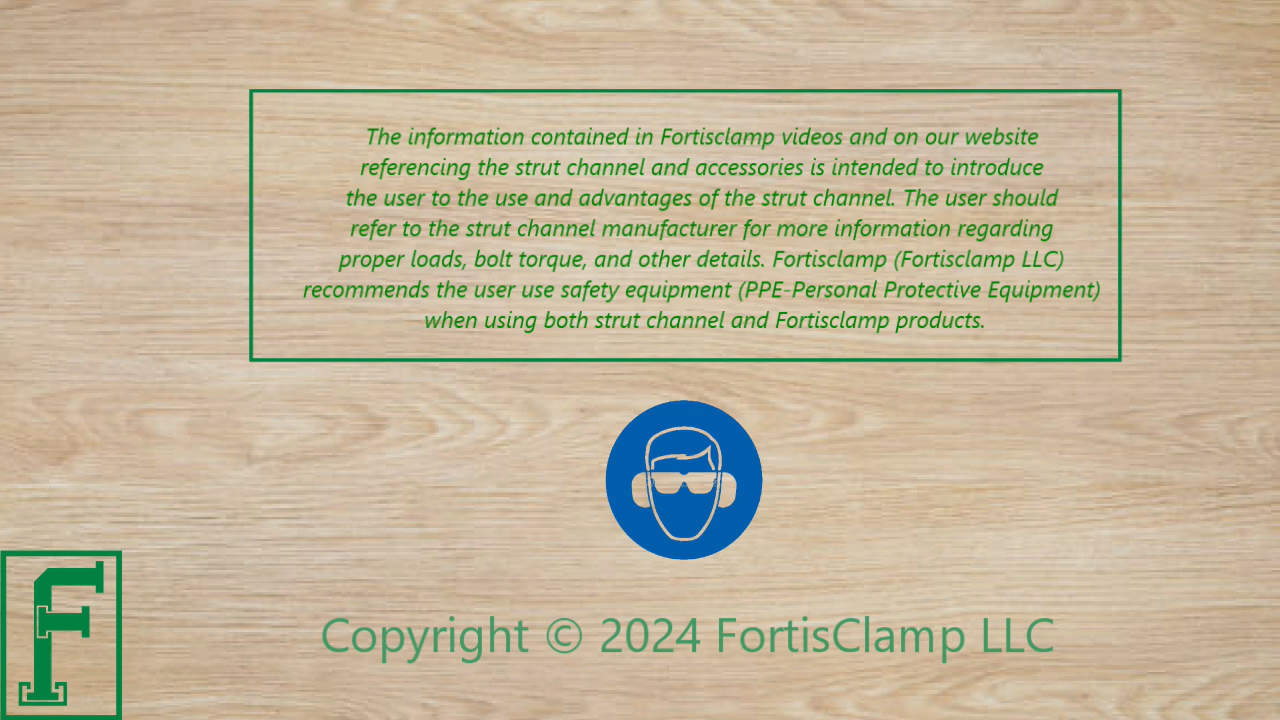 The information contained in Fortisclamp videos and on our website
referencing the strut channel and accessories is intended to introduce
the user to the use and advantages of the strut channel. The user should
refer to the strut channel manufacturer for more information regarding
proper loads, bolt torque, and other details. Fortisclamp (Fortisclamp LLC)
recommends the user use safety equipment (PPE-Personal Protective Equipment)
when using both strut channel and Fortisclamp products.
F
Copyright © 2024 FortisClamp LLC